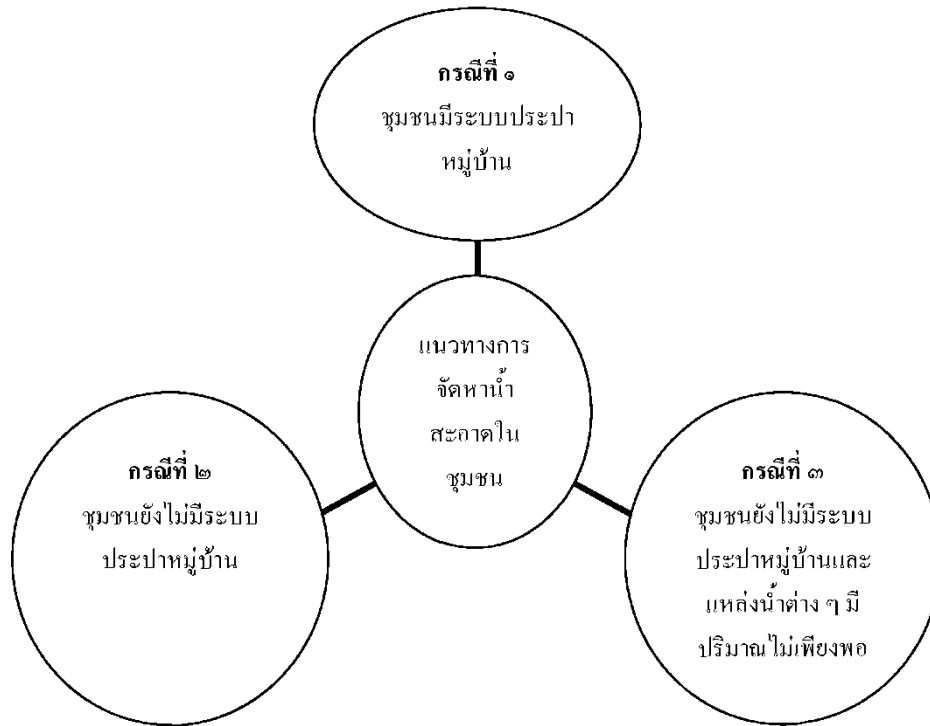 กรณีที่ ๑
ชุมชนมีระบบประปา
หมู่บ้าน
แนวทางการ
จัดหาน้ำ
สะอาดใน
ชุมชน
กรณีที่ ๒
ชุมชนยังไม่มีระบบ
ประปาหมู่บ้าน
กรณีที่ ๓
ชุมชนยังไม่มีระบบ
ประปาหมู่บ้านและ
แหล่งน้ำต่าง ๆ มี
ปริมาณไม่เพียงพอ